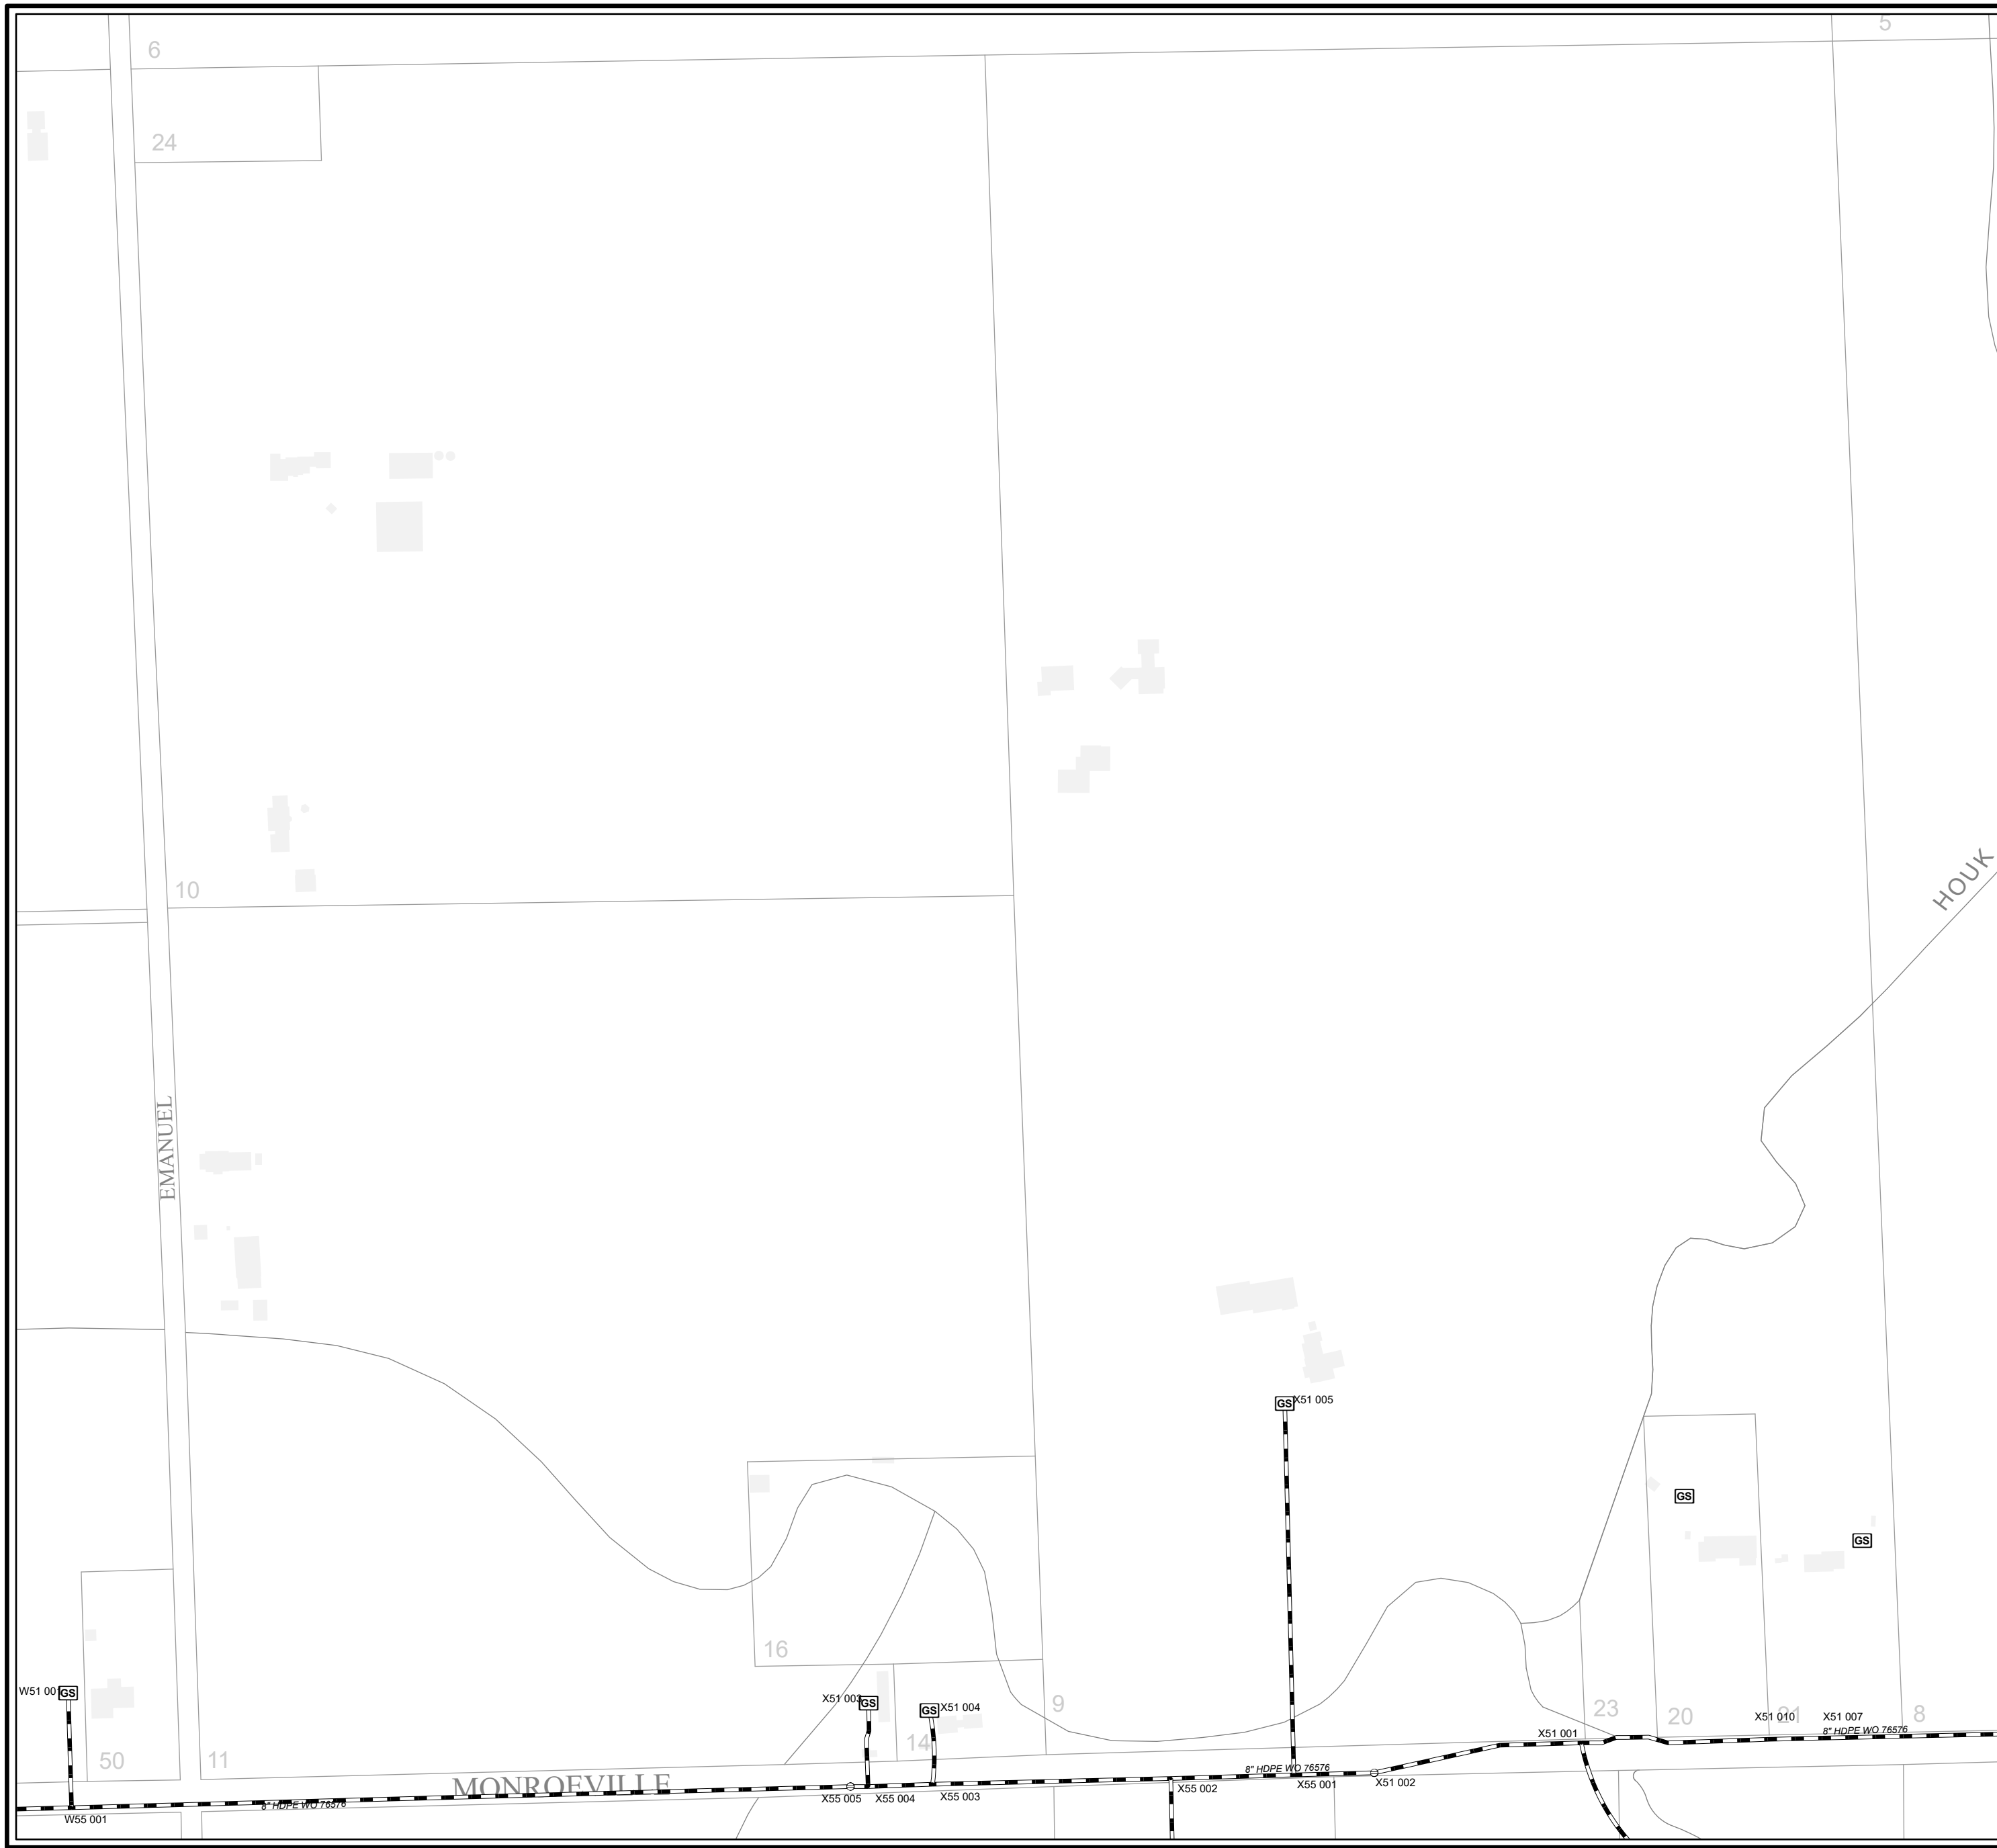 5
6
24
10
HOUK
EMANUEL
GS X51 005
GS
GS
16
W51 001 GS
X51 003 GS
GS X51 004
9
23
20
X51 010
21
X51 007
8
8" HDPE WO 76576
X51 001
14
50
11
MONROEVILLE
8" HDPE WO 76576
8" HDPE WO 76576
W55 001
X55 005
X55 004
X55 003
X55 002
X55 001
X51 002